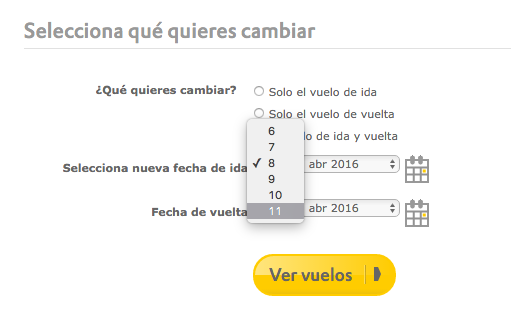 Selecciona qué quieres cambiar
¿Qué quieres cambiar?
Solo el vuelo de ida
Solo el vuelo de vuelta
lo de ida y vuelta
6
7
✓ 8
9
10
11
Selecciona nueva fecha de ida
abr 2016
Fecha de vuelta
abr 2016
Ver vuelos